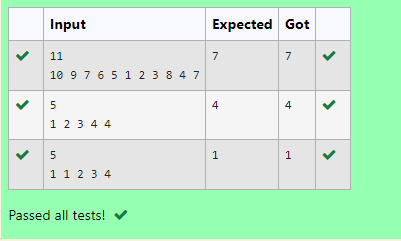 Input Expected Got
11 7 7
10 9 7 6 5 1 2 3 8 4 7
5 4 4
1 2 3 4 4
5 1 1
1 1 2 3 4
Passed all tests!